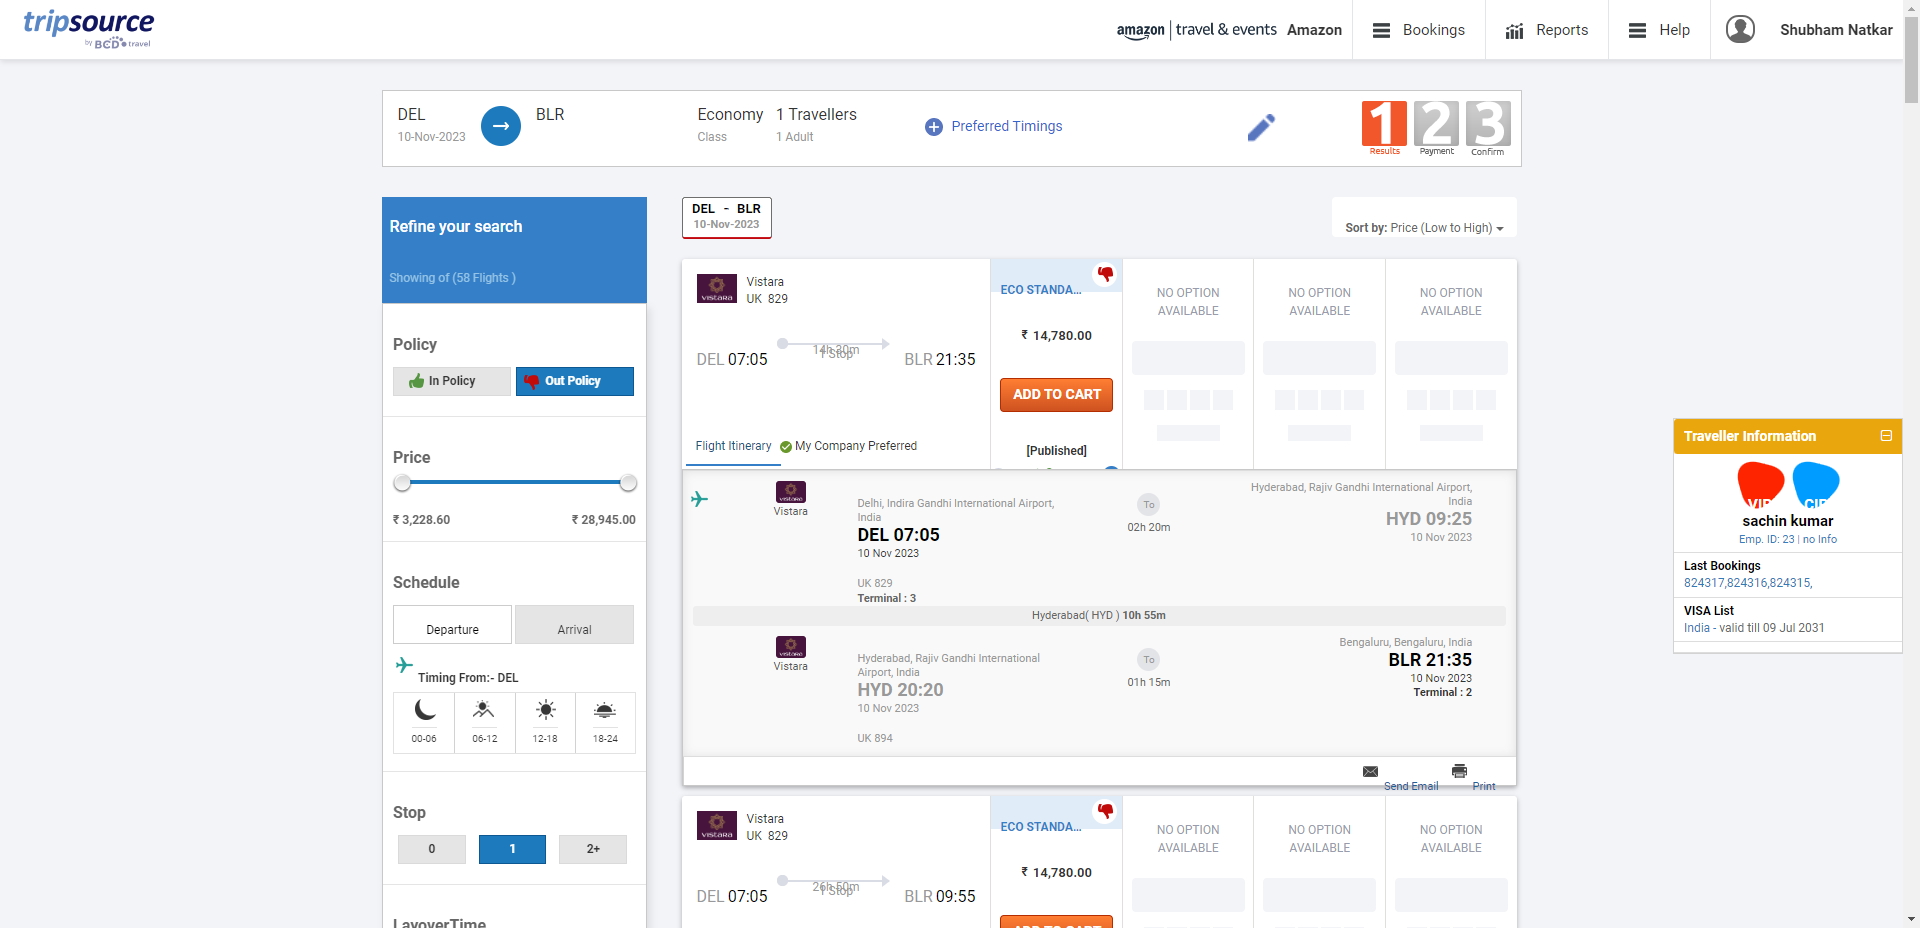 tripsource
by BCD travel
amazon | travel & events Amazon
Bookings
Reports
Help
Shubham Natkar
DEL
10-Nov-2023
BLR
Economy
Class
1 Travellers
1 Adult
Preferred Timings
1 2 3
Results Payment Confirm
Refine your search
Showing of (58 Flights )
Policy
In Policy
Out Policy
Price
₹ 3,228.60
₹ 28,945.00
Schedule
Departure
Arrival
Timing From:- DEL
00-06
06-12
12-18
18-24
Stop
0
1
2+
LayoverTime
DEL - BLR
10-Nov-2023
Sort by: Price (Low to High)
VISTARA
Vistara
UK 829
DEL 07:05
14h 30m
1 Stop
BLR 21:35
Flight Itinerary
My Company Preferred
ECO STANDA...
₹ 14,780.00
ADD TO CART
[Published]
NO OPTION
AVAILABLE
NO OPTION
AVAILABLE
NO OPTION
AVAILABLE
VISTARA
Vistara
Delhi, Indira Gandhi International Airport,
India
DEL 07:05
10 Nov 2023
UK 829
Terminal : 3
To
02h 20m
Hyderabad, Rajiv Gandhi International Airport,
India
HYD 09:25
10 Nov 2023
Hyderabad( HYD ) 10h 55m
VISTARA
Vistara
Hyderabad, Rajiv Gandhi International
Airport, India
HYD 20:20
10 Nov 2023
UK 894
To
01h 15m
Bengaluru, Bengaluru, India
BLR 21:35
10 Nov 2023
Terminal : 2
Send Email
Print
VISTARA
Vistara
UK 829
DEL 07:05
26h 50m
1 Stop
BLR 09:55
ECO STANDA...
₹ 14,780.00
ADD TO CART
NO OPTION
AVAILABLE
NO OPTION
AVAILABLE
NO OPTION
AVAILABLE
Traveller Information
VIP
CIP
sachin kumar
Emp. ID: 23 | no Info
Last Bookings
824317,824316,824315,
VISA List
India - valid till 09 Jul 2031